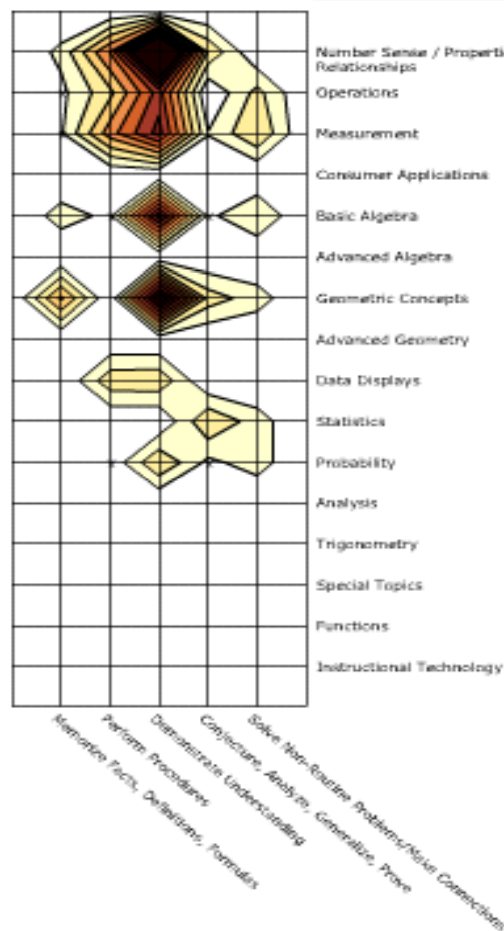 Number Sense / Properti
Relationships
Operations
Measurement
Consumer Applications
Basic Algebra
Advanced Algebra
Geometric Concepts
Advanced Geometry
Data Displays
Statistics
Probability
Analysis
Trigonometry
Special Topics
Functions
Instructional Technology
Memorize Facts, Definitions, Formulas
Perform Procedures
Demonstrate Understanding
Conjecture, Analyze, Generalize, Prove
Solve Non-Routine Problems/Make Connections